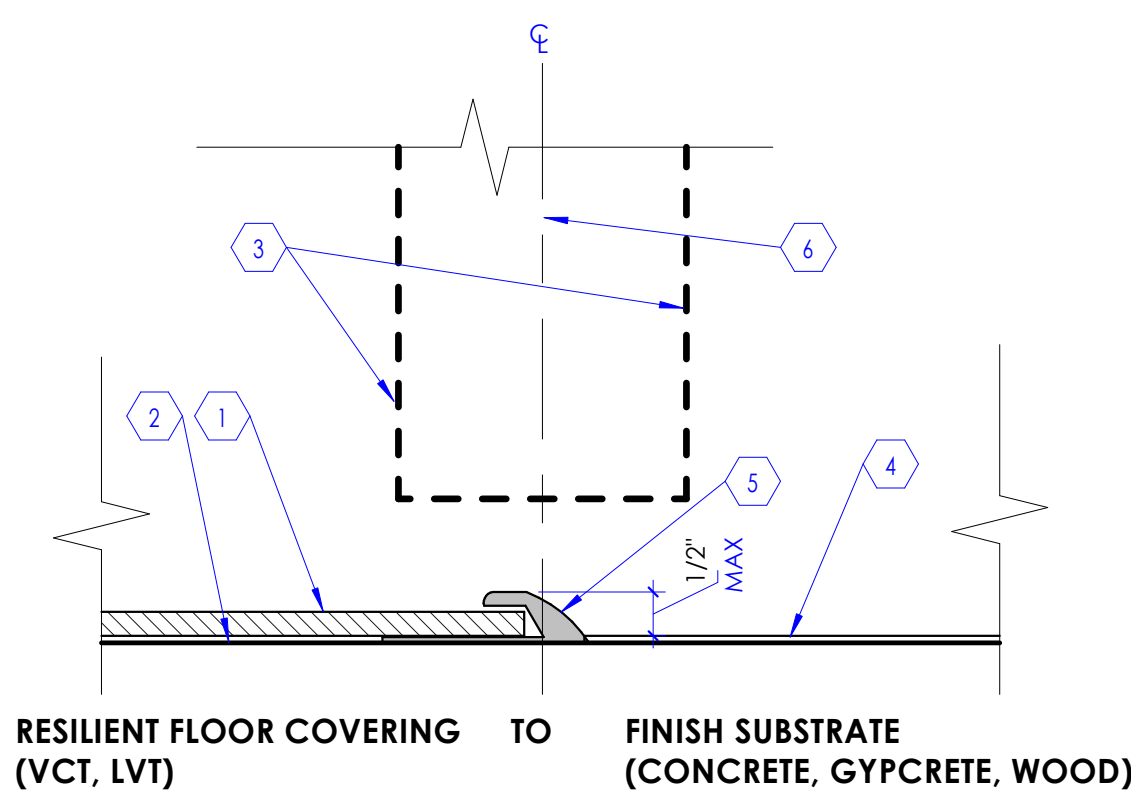 ℄
3
6
2 1
4
5
1/2"
MAX
RESILIENT FLOOR COVERING TO FINISH SUBSTRATE
(VCT, LVT) (CONCRETE, GYPCRETE, WOOD)